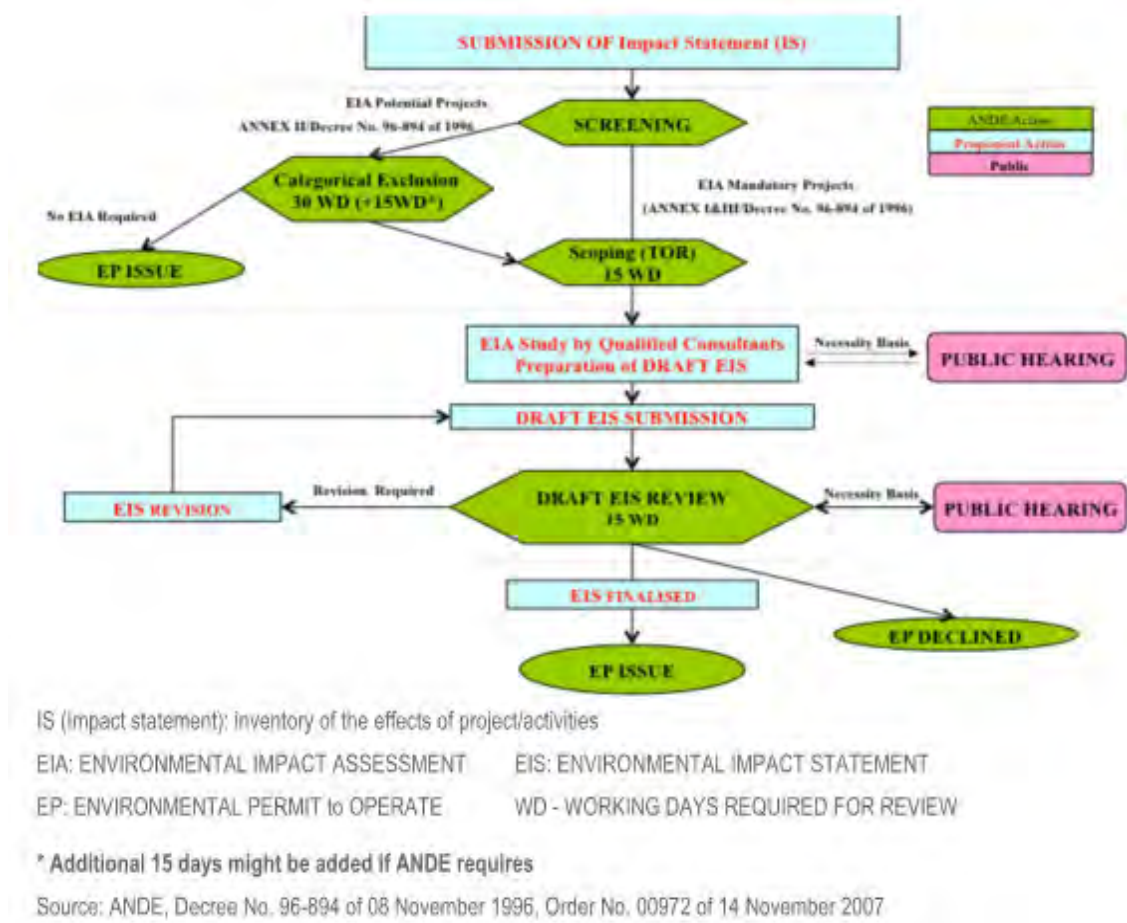 SUBMISSION OF Impact Statement (IS)
EIA Potential Projects
ANNEX II/Decree No. 96-894 of 1996
SCREENING
ANDE Action
Proponent Action
Public
Categorical Exclusion
30 WD (+15WD*)
EIA Mandatory Projects
(ANNEX I&III/Decree No. 96-894 of 1996)
No EIA Required
Scoping (TOR)
15 WD
EP ISSUE
EIA Study by Qualified Consultants
Preparation of DRAFT EIS
Necessity Basis
PUBLIC HEARING
DRAFT EIS SUBMISSION
EIS REVISION
Revision Required
DRAFT EIS REVIEW
15 WD
Necessity Basis
PUBLIC HEARING
EIS FINALISED
EP DECLINED
EP ISSUE
IS (Impact statement): inventory of the effects of project/activities
EIA: ENVIRONMENTAL IMPACT ASSESSMENT EIS: ENVIRONMENTAL IMPACT STATEMENT
EP: ENVIRONMENTAL PERMIT to OPERATE WD - WORKING DAYS REQUIRED FOR REVIEW
* Additional 15 days might be added if ANDE requires
Source: ANDE, Decree No. 96-894 of 08 November 1996, Order No. 00972 of 14 November 2007